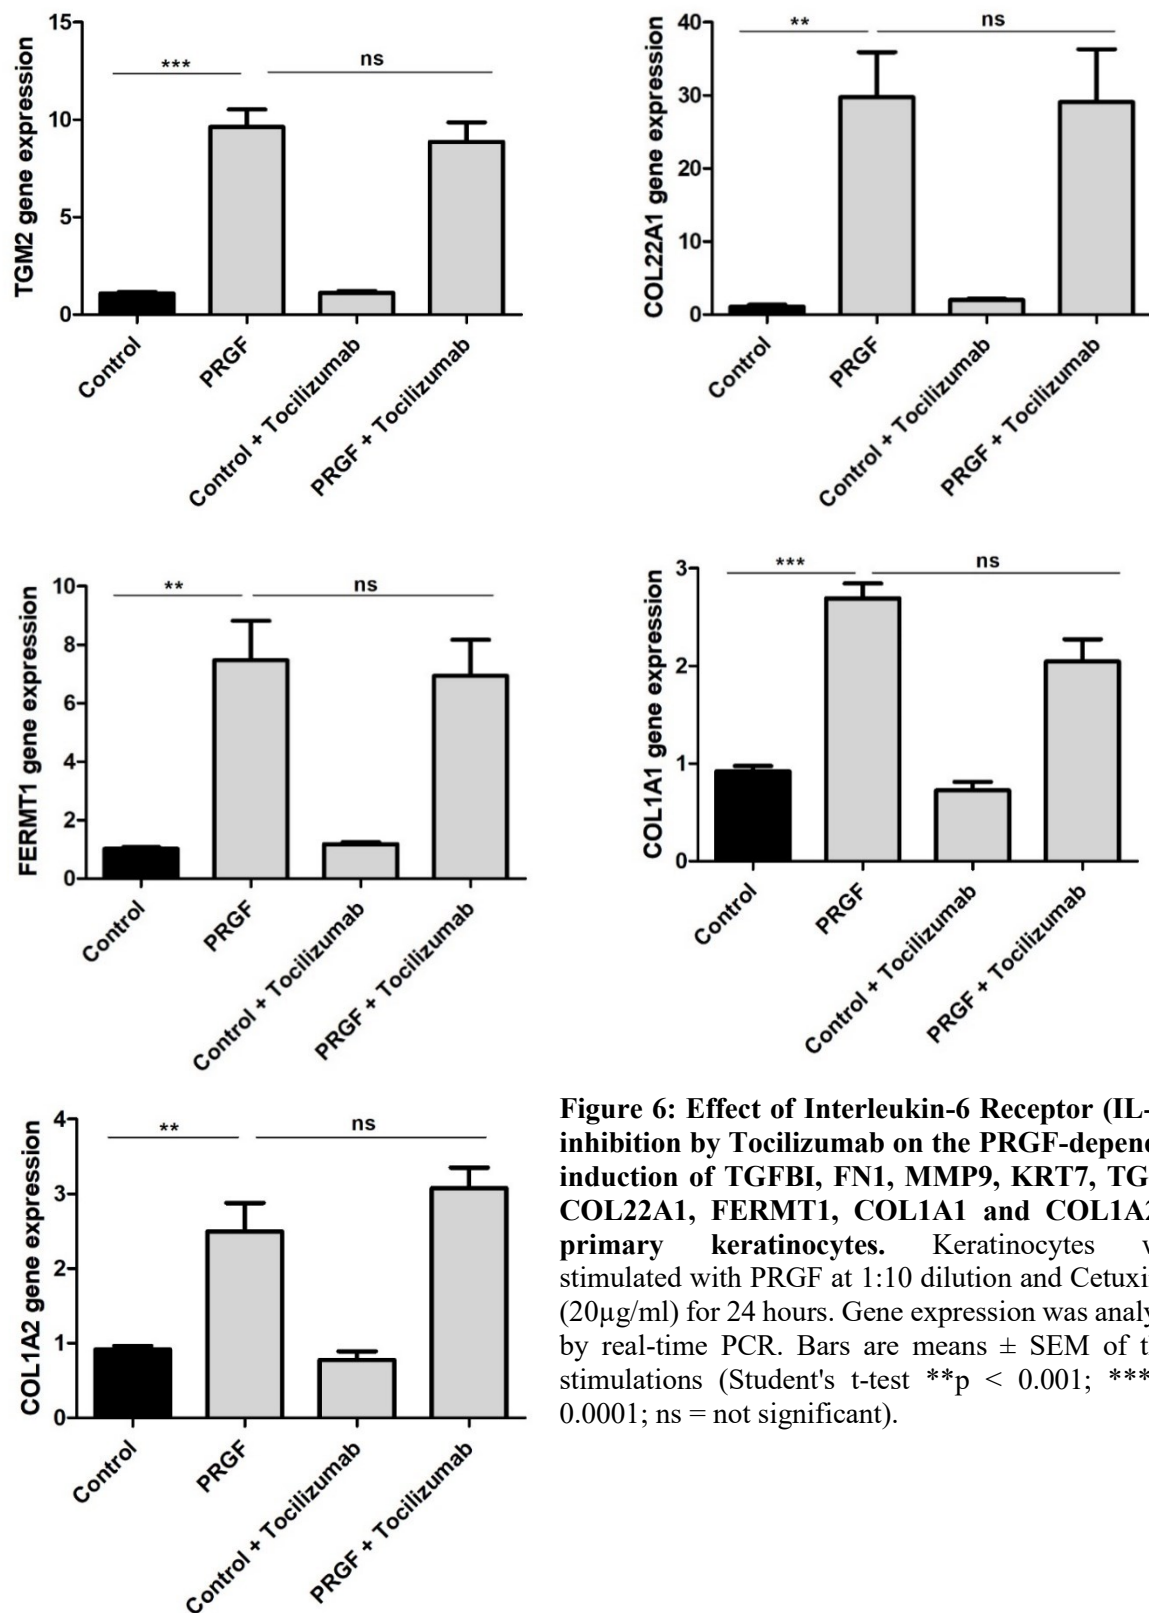 15
10
5
0
TGM2 gene expression
***
ns
Control
PRGF
Control + Tocilizumab
PRGF + Tocilizumab
40
30
20
10
0
COL22A1 gene expression
**
ns
Control
PRGF
Control + Tocilizumab
PRGF + Tocilizumab
10
8
6
4
2
0
FERMT1 gene expression
**
ns
Control
PRGF
Control + Tocilizumab
PRGF + Tocilizumab
3
2
1
0
COL1A1 gene expression
***
ns
Control
PRGF
Control + Tocilizumab
PRGF + Tocilizumab
4
3
2
1
0
COL1A2 gene expression
**
ns
Control
PRGF
Control + Tocilizumab
PRGF + Tocilizumab
Figure 6: Effect of Interleukin-6 Receptor (IL-
inhibition by Tocilizumab on the PRGF-depend
induction of TGFBI, FN1, MMP9, KRT7, TG
COL22A1, FERMT1, COL1A1 and COL1A2
primary keratinocytes. Keratinocytes w
stimulated with PRGF at 1:10 dilution and Cetuxi
(20µg/ml) for 24 hours. Gene expression was analy
by real-time PCR. Bars are means ± SEM of t
stimulations (Student's t-test **p < 0.001; ***
0.0001; ns = not significant).